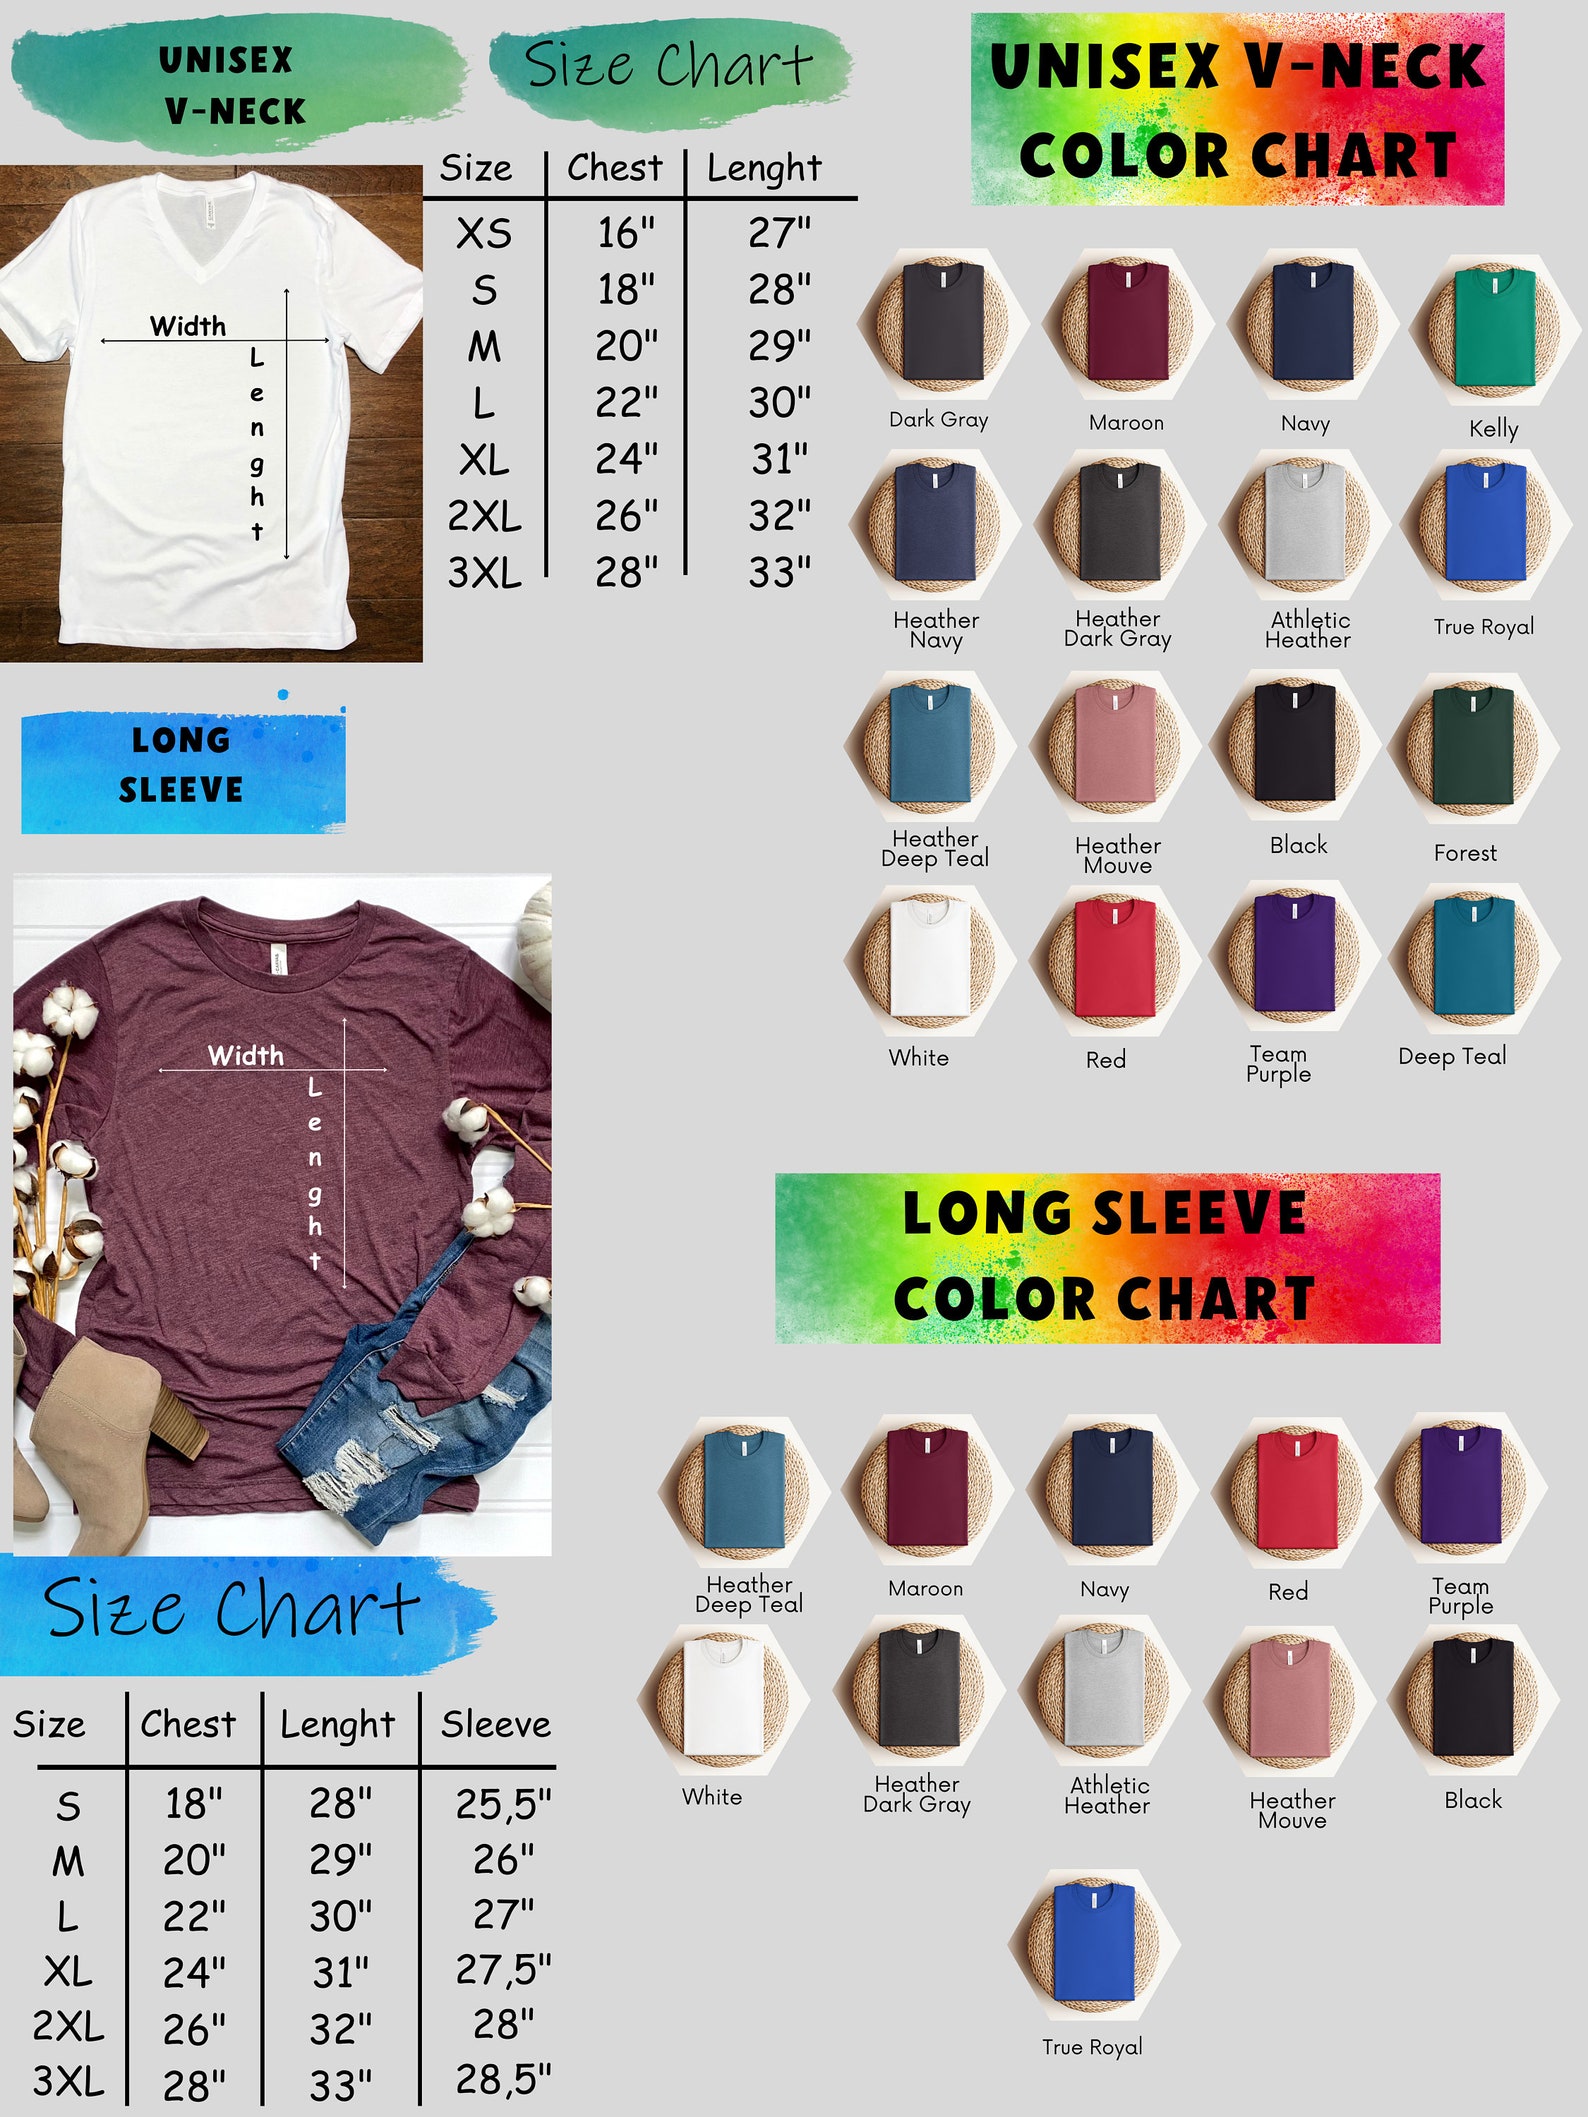 UNISEX
V-NECK
Size Chart
Size Chest Lenght
XS 16" 27"
S 18" 28"
M 20" 29"
L 22" 30"
XL 24" 31"
2XL 26" 32"
3XL 28" 33"
Width
L
e
n
g
h
t
UNISEX V-NECK
COLOR CHART
Dark Gray
Maroon
Navy
Kelly
Heather
Navy
Heather
Dark Gray
Athletic
Heather
True Royal
Heather
Deep Teal
Heather
Mouve
Black
Forest
White
Red
Team
Purple
Deep Teal
LONG
SLEEVE
Width
L
e
n
g
h
t
Size Chart
Size Chest Lenght Sleeve
S 18" 28" 25,5"
M 20" 29" 26"
L 22" 30" 27"
XL 24" 31" 27,5"
2XL 26" 32" 28"
3XL 28" 33" 28,5"
LONG SLEEVE
COLOR CHART
Heather
Deep Teal
Maroon
Navy
Red
Team
Purple
White
Heather
Dark Gray
Athletic
Heather
Heather
Mouve
Black
True Royal